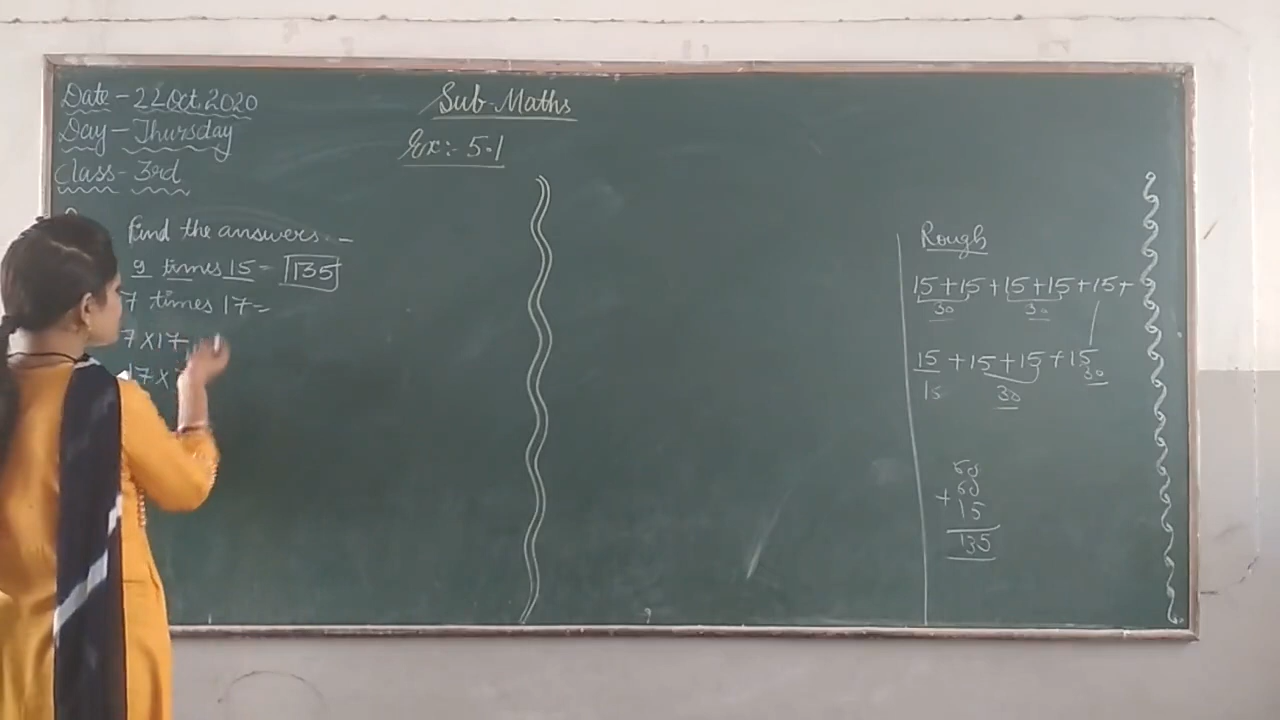 Date - 22 Oct, 2020
Day - Thursday
Class - 3rd
Sub - Maths
Ex :- 5.1
Find the answers. -
9 times 15 = 135
7 times 17 =
7 x 17
17 x
Rough
15 + 15 + 15 + 15 + 15 +
30 30
15 + 15 + 15 + 15
15 30 30
60
+ 60
15
135